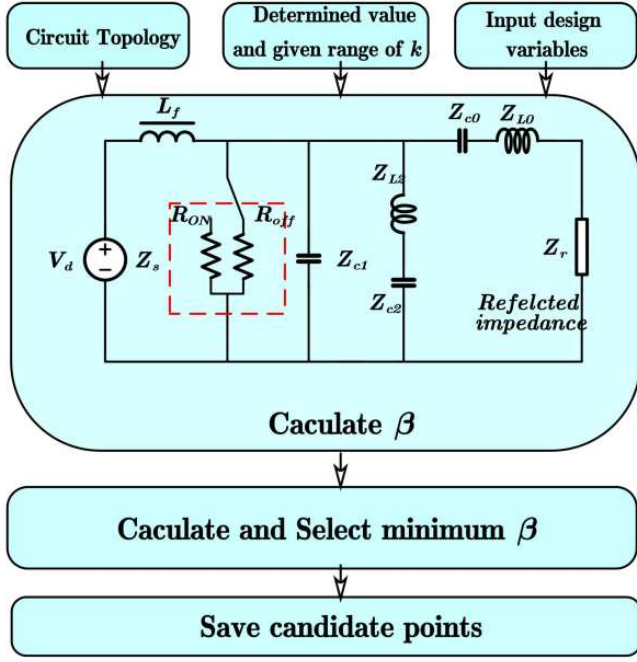 Circuit Topology
Determined value
and given range of k
Input design
variables
L_f
Z_c0
Z_L0
Z_L2
R_ON
R_off
V_d
+
−
Z_s
Z_c1
Z_r
Z_c2
Refelcted
impedance
Caculate β
Caculate and Select minimum β
Save candidate points